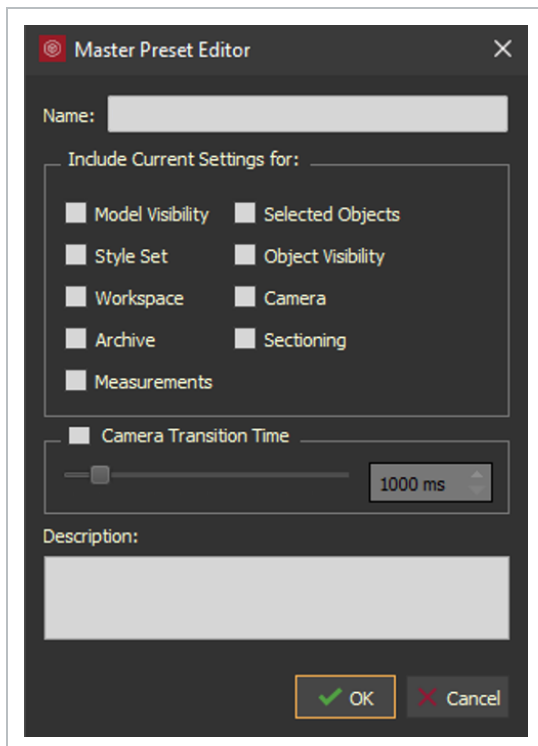 Master Preset Editor
Name:
Include Current Settings for:
Model Visibility Selected Objects
Style Set Object Visibility
Workspace Camera
Archive Sectioning
Measurements
Camera Transition Time
1000 ms
Description:
OK Cancel